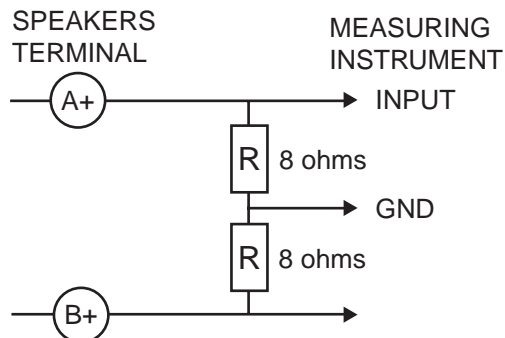 SPEAKERS
TERMINAL
MEASURING
INSTRUMENT
A+
INPUT
R
8 ohms
GND
R
8 ohms
B+